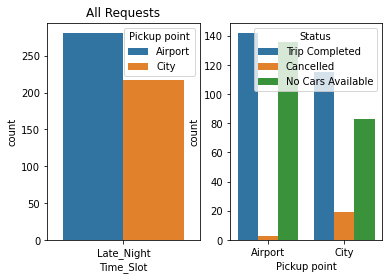 All Requests
Pickup point
Airport
City
250
200
150
100
50
0
count
Late_Night
Time_Slot
Status
Trip Completed
Cancelled
No Cars Available
140
120
100
80
60
40
20
0
count
Airport
City
Pickup point